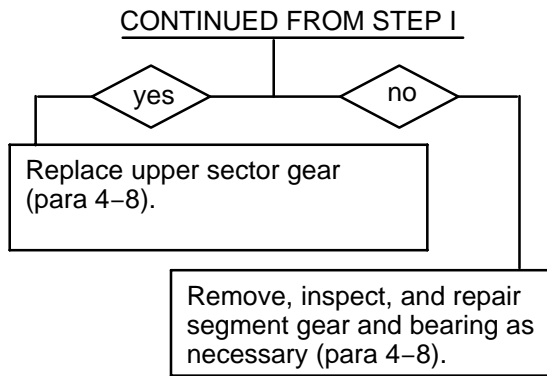 CONTINUED FROM STEP I
yes
no
Replace upper sector gear
(para 4−8).
Remove, inspect, and repair
segment gear and bearing as
necessary (para 4−8).